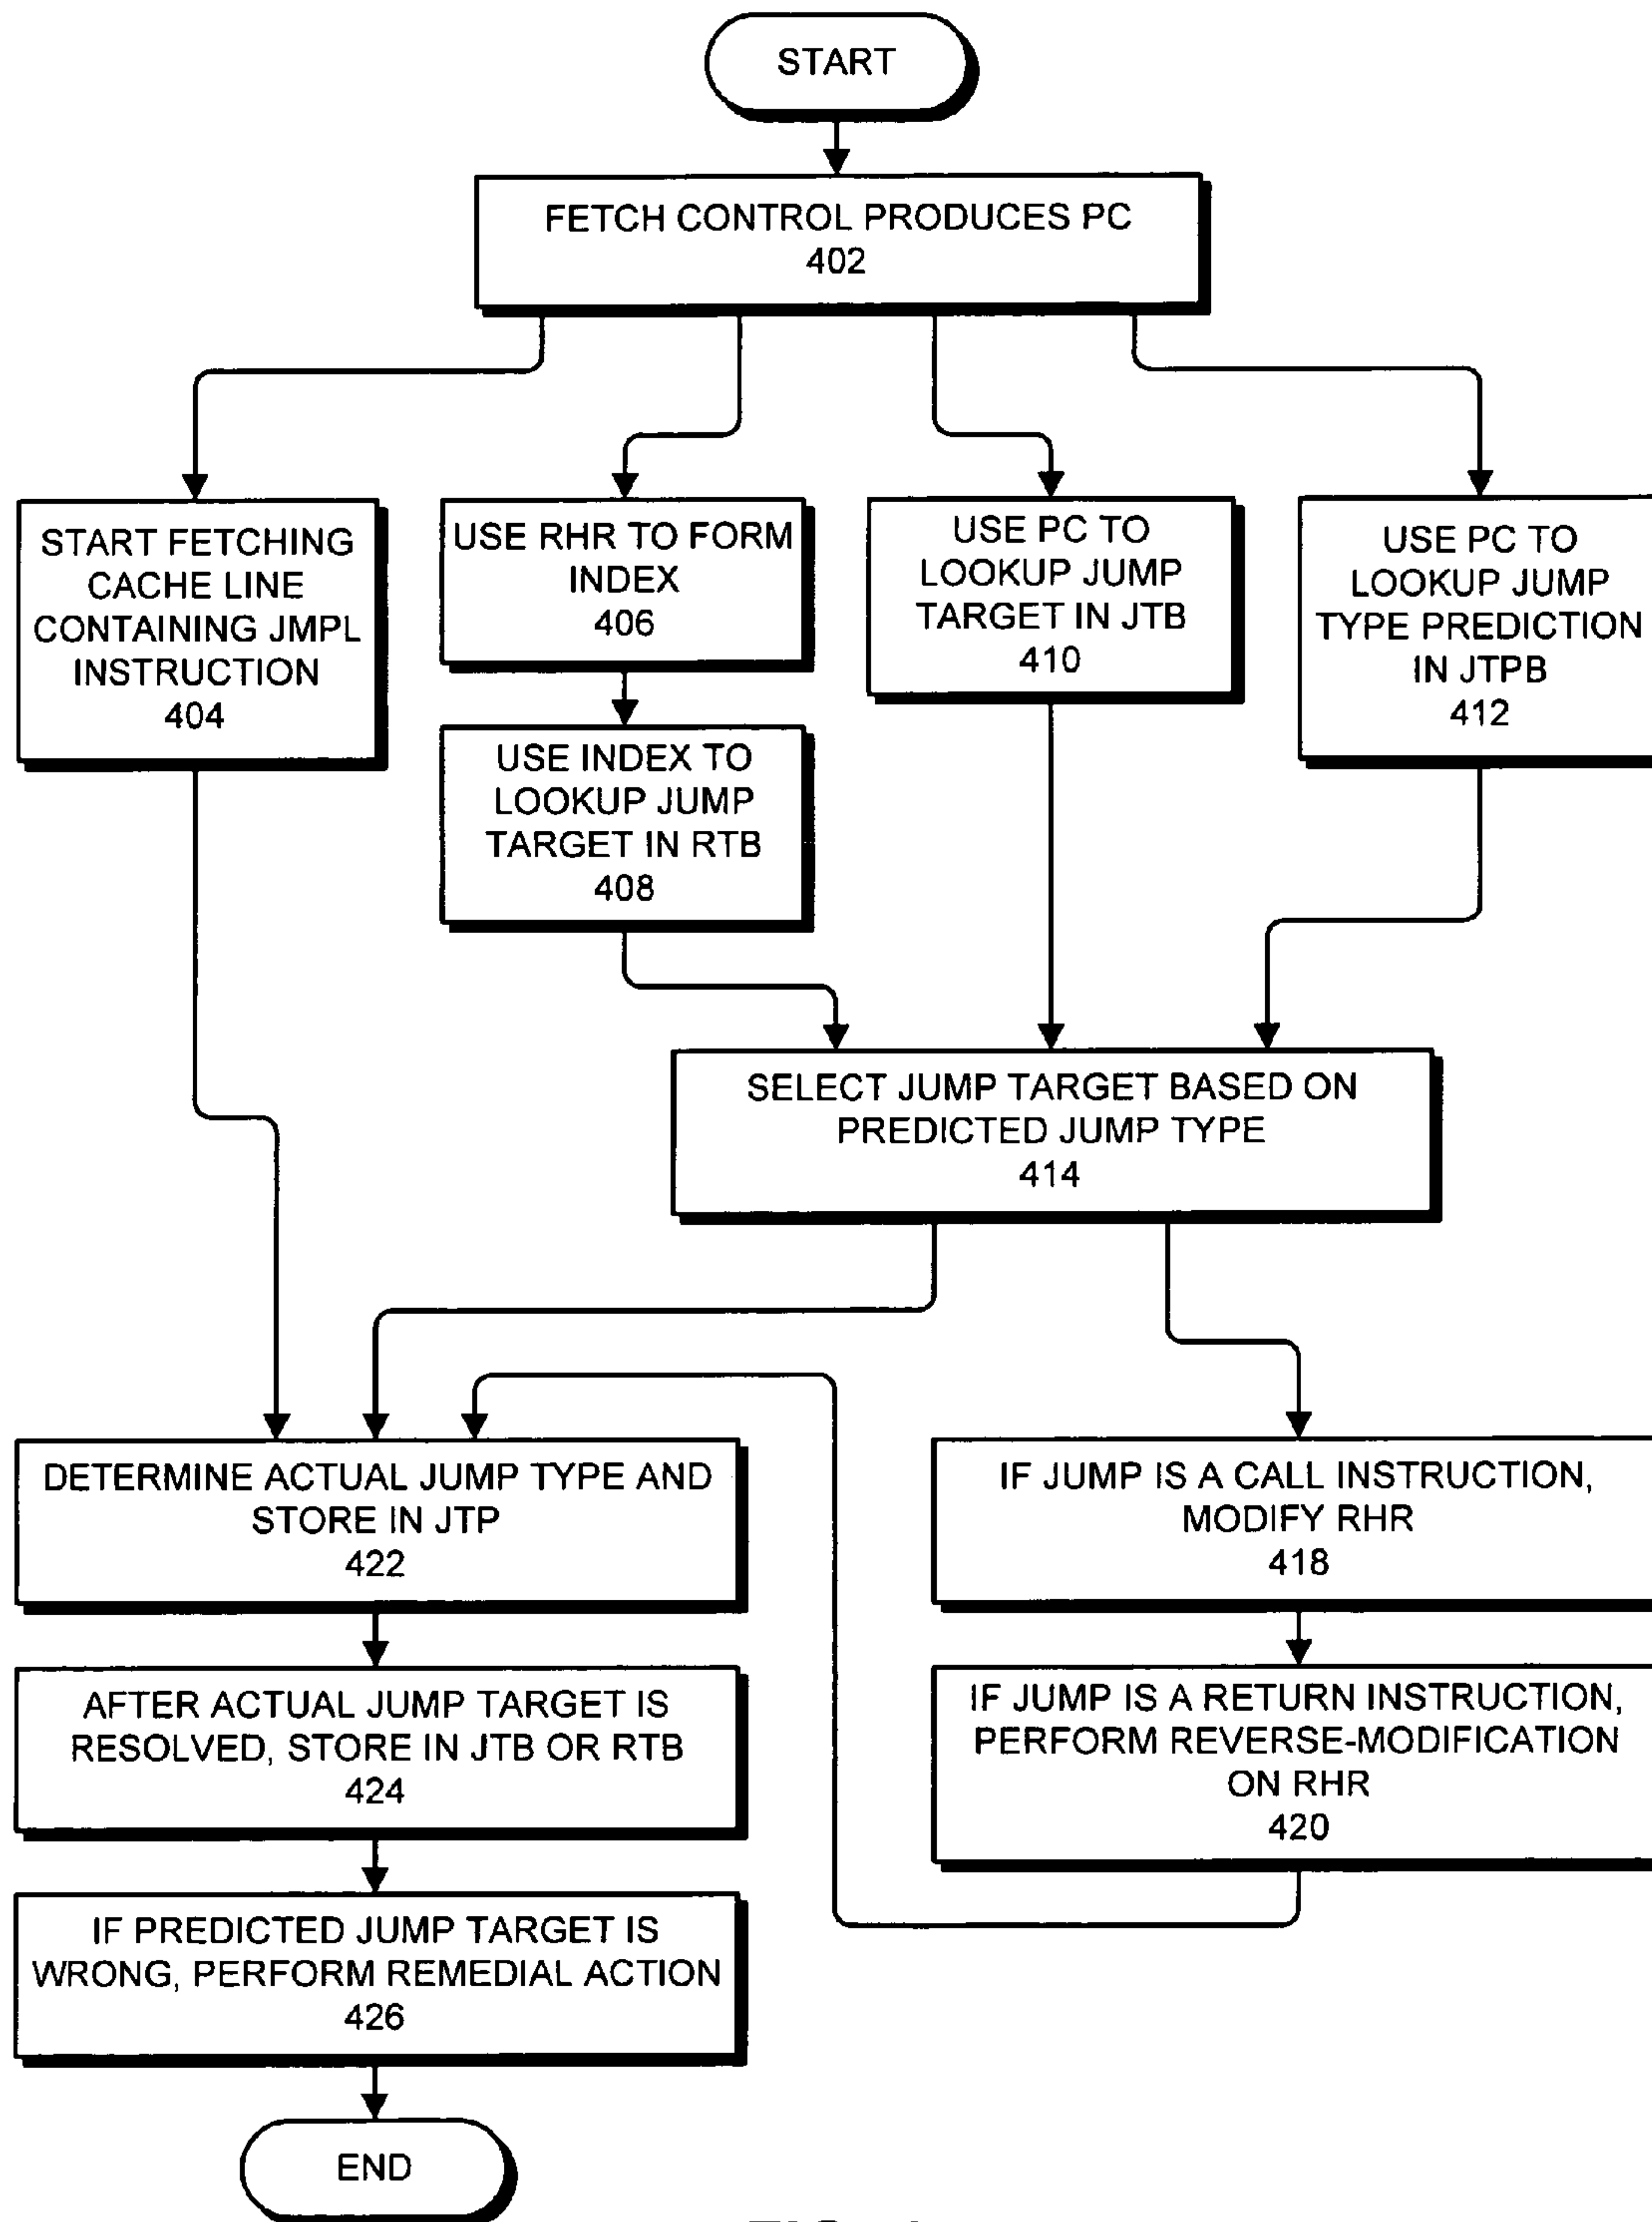 START
FETCH CONTROL PRODUCES PC
402
START FETCHING
CACHE LINE
CONTAINING JMPL
INSTRUCTION
404
USE RHR TO FORM
INDEX
406
USE INDEX TO
LOOKUP JUMP
TARGET IN RTB
408
USE PC TO
LOOKUP JUMP
TARGET IN JTB
410
USE PC TO
LOOKUP JUMP
TYPE PREDICTION
IN JTPB
412
SELECT JUMP TARGET BASED ON
PREDICTED JUMP TYPE
414
IF JUMP IS A CALL INSTRUCTION,
MODIFY RHR
418
IF JUMP IS A RETURN INSTRUCTION,
PERFORM REVERSE-MODIFICATION
ON RHR
420
DETERMINE ACTUAL JUMP TYPE AND
STORE IN JTP
422
AFTER ACTUAL JUMP TARGET IS
RESOLVED, STORE IN JTB OR RTB
424
IF PREDICTED JUMP TARGET IS
WRONG, PERFORM REMEDIAL ACTION
426
END